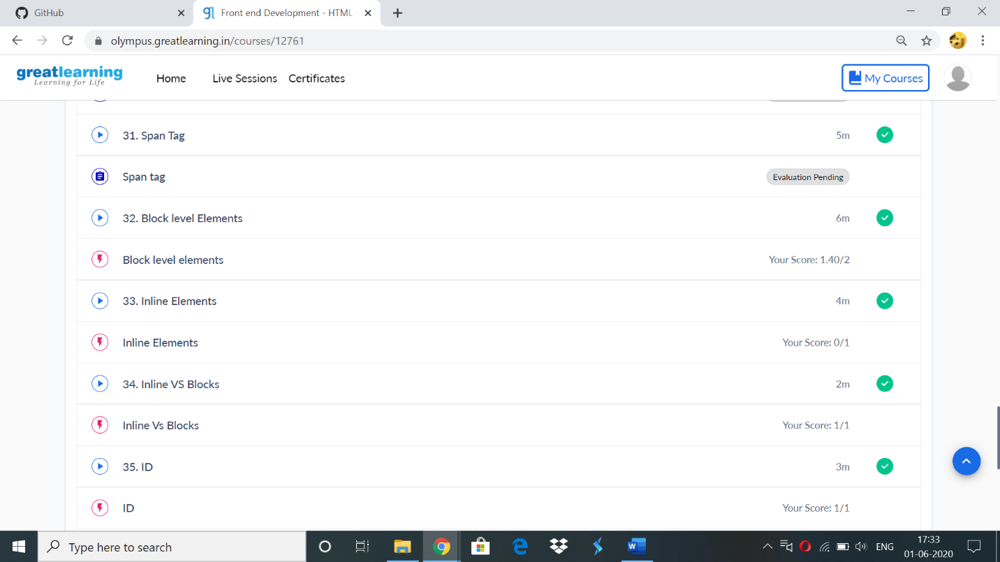 GitHub
gl Front end Development - HTML
olympus.greatlearning.in/courses/12761
greatlearning
Learning for Life
Home Live Sessions Certificates My Courses
31. Span Tag 5m
Span tag Evaluation Pending
32. Block level Elements 6m
Block level elements Your Score: 1.40/2
33. Inline Elements 4m
Inline Elements Your Score: 0/1
34. Inline VS Blocks 2m
Inline Vs Blocks Your Score: 1/1
35. ID 3m
ID Your Score: 1/1
Type here to search
W
ENG
17:33
01-06-2020